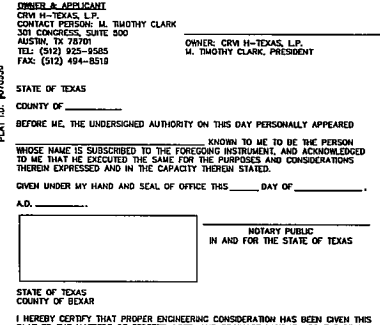 OWNER & APPLICANT
CRVI H-TEXAS, L.P.
CONTACT PERSON: M. TIMOTHY CLARK
301 CONGRESS, SUITE 500
AUSTIN, TX 78701
TEL: (512) 925-9585
FAX: (512) 494-8519
OWNER: CRVI H-TEXAS, L.P.
M. TIMOTHY CLARK, PRESIDENT
PLAT I.D.
STATE OF TEXAS
COUNTY OF
BEFORE ME, THE UNDERSIGNED AUTHORITY ON THIS DAY PERSONALLY APPEARED
KNOWN TO ME TO BE THE PERSON
WHOSE NAME IS SUBSCRIBED TO THE FOREGOING INSTRUMENT, AND ACKNOWLEDGED
TO ME THAT HE EXECUTED THE SAME FOR THE PURPOSES AND CONSIDERATIONS
THEREIN EXPRESSED AND IN THE CAPACITY THEREIN STATED.
GIVEN UNDER MY HAND AND SEAL OF OFFICE THIS DAY OF ,
A.D.
NOTARY PUBLIC
IN AND FOR THE STATE OF TEXAS
STATE OF TEXAS
COUNTY OF BEXAR
I HEREBY CERTIFY THAT PROPER ENGINEERING CONSIDERATION HAS BEEN GIVEN THIS